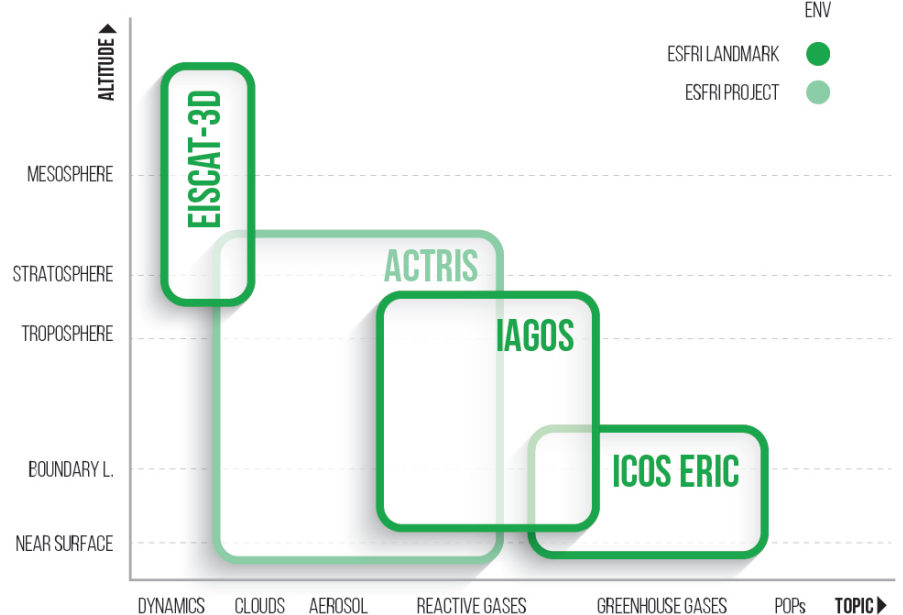 ENV
ESFRI LANDMARK
ESFRI PROJECT
ALTITUDE
EISCAT-3D
MESOSPHERE
ACTRIS
STRATOSPHERE
IAGOS
TROPOSPHERE
ICOS ERIC
BOUNDARY L.
NEAR SURFACE
DYNAMICS CLOUDS AEROSOL REACTIVE GASES GREENHOUSE GASES POPs TOPIC